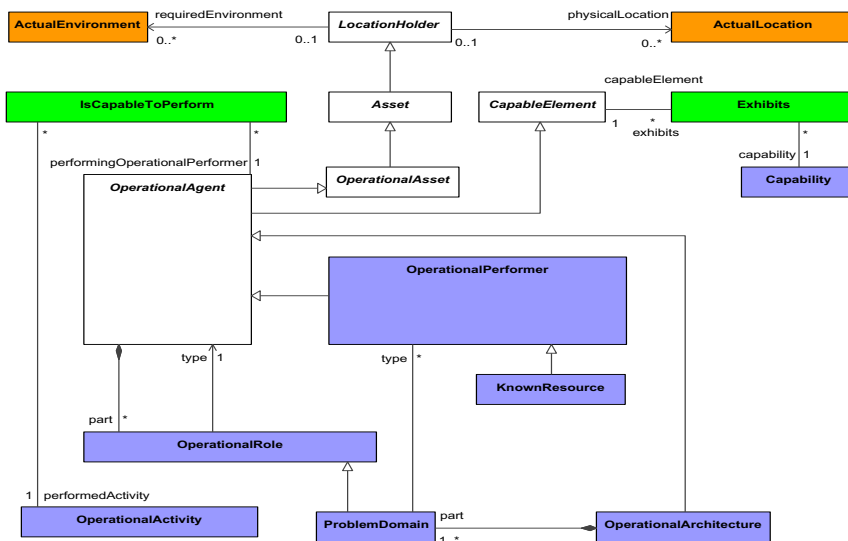 requiredEnvironment
physicalLocation
ActualEnvironment
LocationHolder
ActualLocation
0..*
0..1
0..1
0..*
capableElement
IsCapableToPerform
Asset
CapableElement
Exhibits
*
*
1
*
exhibits
*
performingOperationalPerformer
1
capability
1
OperationalAgent
OperationalAsset
Capability
OperationalPerformer
type
1
type
*
KnownResource
part
*
OperationalRole
1
performedActivity
OperationalActivity
ProblemDomain
part
1..*
OperationalArchitecture